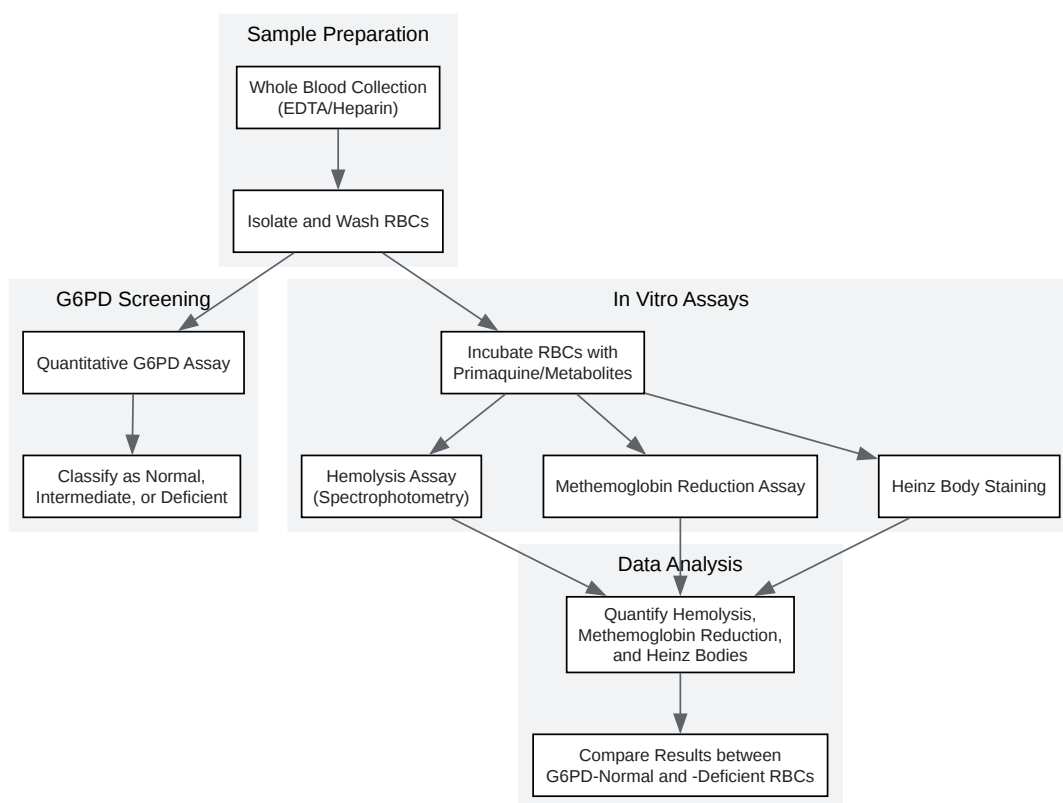 Sample Preparation
Whole Blood Collection
(EDTA/Heparin)
Isolate and Wash RBCs
G6PD Screening
Quantitative G6PD Assay
Classify as Normal,
Intermediate, or Deficient
In Vitro Assays
Incubate RBCs with
Primaquine/Metabolites
Hemolysis Assay
(Spectrophotometry)
Methemoglobin Reduction Assay
Heinz Body Staining
Data Analysis
Quantify Hemolysis,
Methemoglobin Reduction,
and Heinz Bodies
Compare Results between
G6PD-Normal and -Deficient RBCs